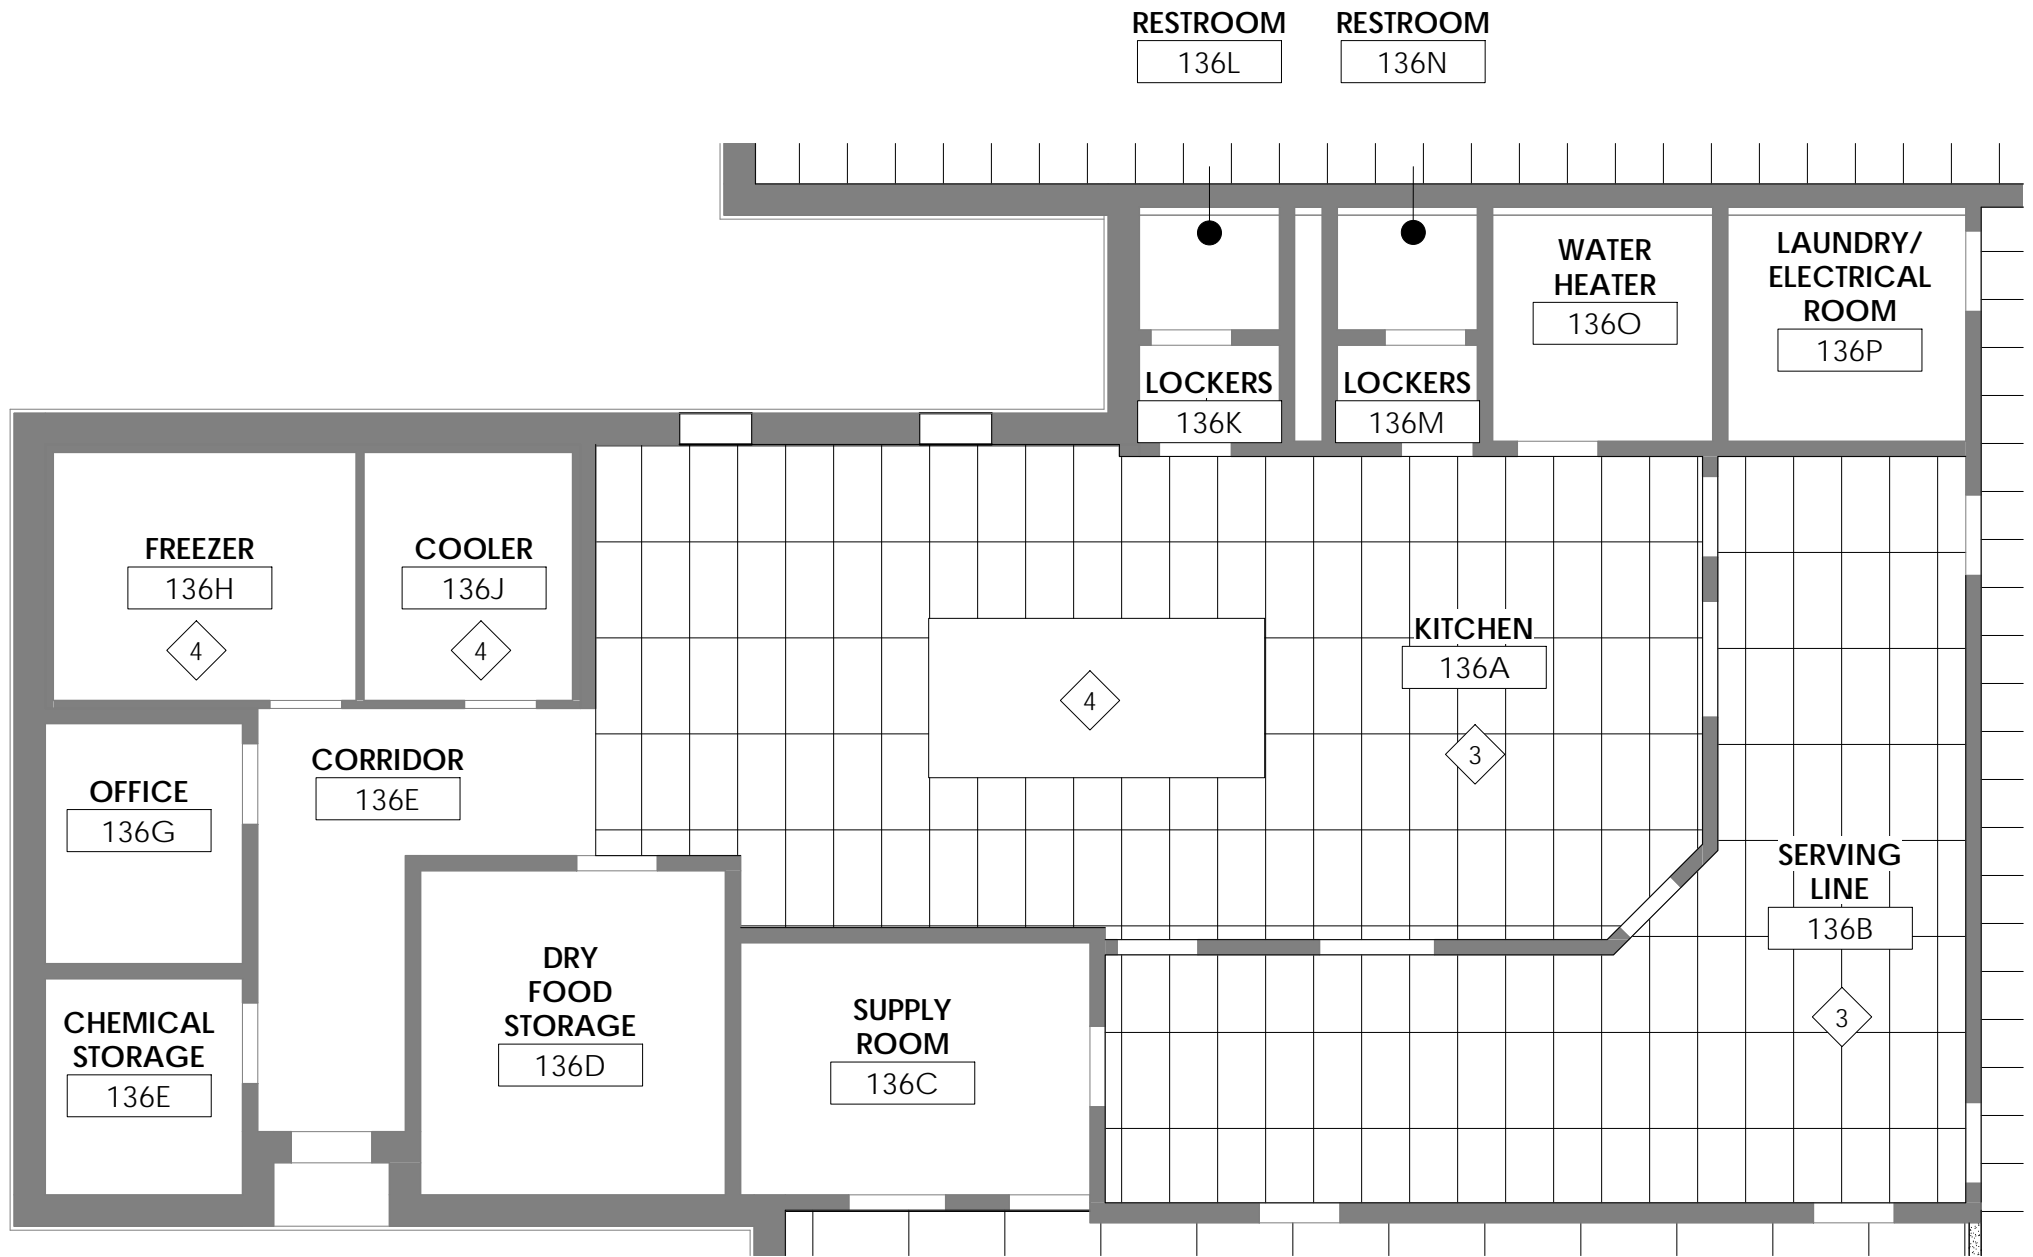 RESTROOM
136L
RESTROOM
136N
WATER
HEATER
136O
LAUNDRY/
ELECTRICAL
ROOM
136P
LOCKERS
136K
LOCKERS
136M
FREEZER
136H
4
COOLER
136J
4
KITCHEN
136A
3
4
CORRIDOR
136E
OFFICE
136G
SERVING
LINE
136B
3
DRY
FOOD
STORAGE
136D
SUPPLY
ROOM
136C
CHEMICAL
STORAGE
136E